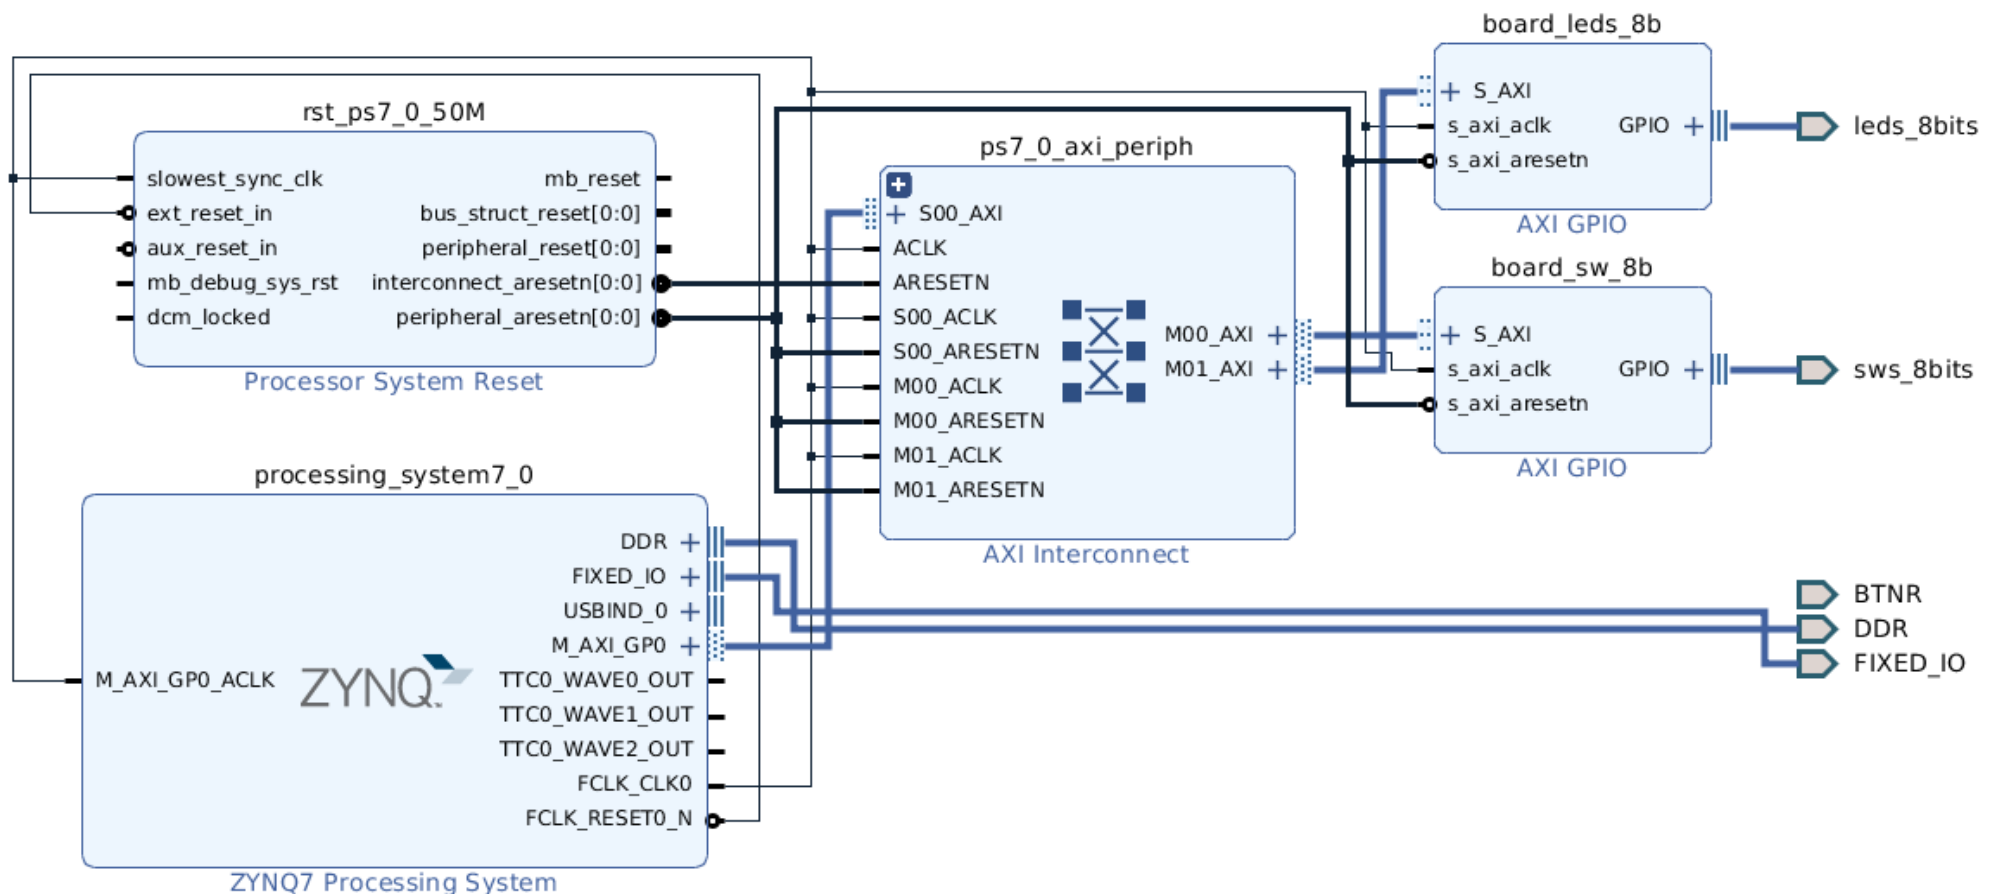 board_leds_8b
S_AXI
s_axi_aclk
s_axi_aresetn
GPIO
AXI GPIO
leds_8bits
rst_ps7_0_50M
slowest_sync_clk
ext_reset_in
aux_reset_in
mb_debug_sys_rst
dcm_locked
mb_reset
bus_struct_reset[0:0]
peripheral_reset[0:0]
interconnect_aresetn[0:0]
peripheral_aresetn[0:0]
Processor System Reset
ps7_0_axi_periph
S00_AXI
ACLK
ARESETN
S00_ACLK
S00_ARESETN
M00_ACLK
M00_ARESETN
M01_ACLK
M01_ARESETN
M00_AXI
M01_AXI
AXI Interconnect
board_sw_8b
S_AXI
s_axi_aclk
s_axi_aresetn
GPIO
AXI GPIO
sws_8bits
processing_system7_0
M_AXI_GP0_ACLK
ZYNQ
DDR
FIXED_IO
USBIND_0
M_AXI_GP0
TTC0_WAVE0_OUT
TTC0_WAVE1_OUT
TTC0_WAVE2_OUT
FCLK_CLK0
FCLK_RESET0_N
ZYNQ7 Processing System
BTNR
DDR
FIXED_IO